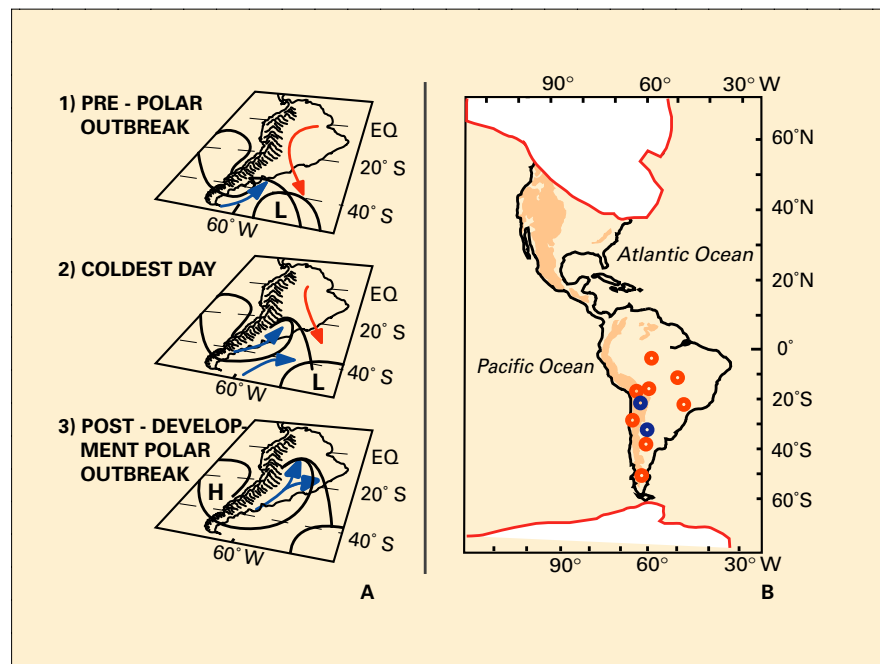 1) PRE - POLAR
OUTBREAK
EQ
20° S
40° S
L
60° W
2) COLDEST DAY
EQ
20° S
40° S
L
60° W
3) POST - DEVELOP-
MENT POLAR
OUTBREAK
EQ
H
20° S
40° S
60° W
A
90° 60° 30° W
60°N
40°N
Atlantic Ocean
20°N
0°
Pacific Ocean
20°S
40°S
60°S
90° 60° 30° W
B